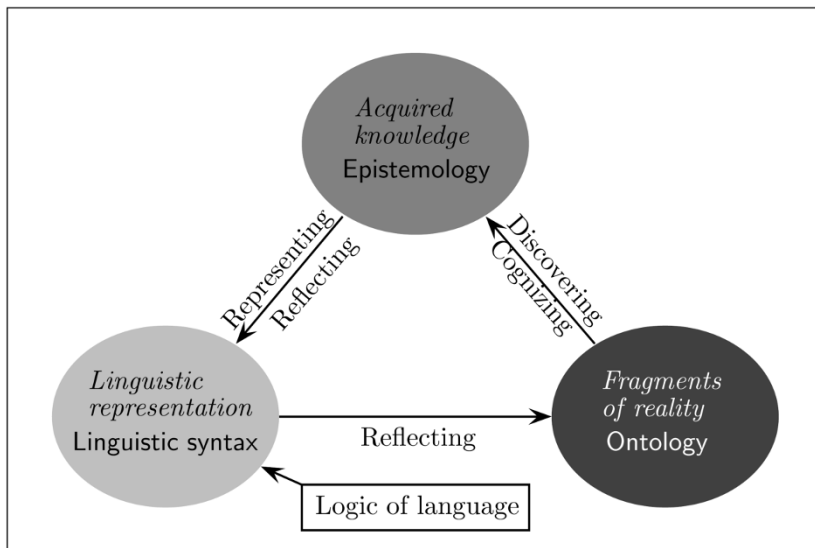 Acquired
knowledge
Epistemology
Representing
Reflecting
Discovering
Cognizing
Linguistic
representation
Linguistic syntax
Reflecting
Fragments
of reality
Ontology
Logic of language